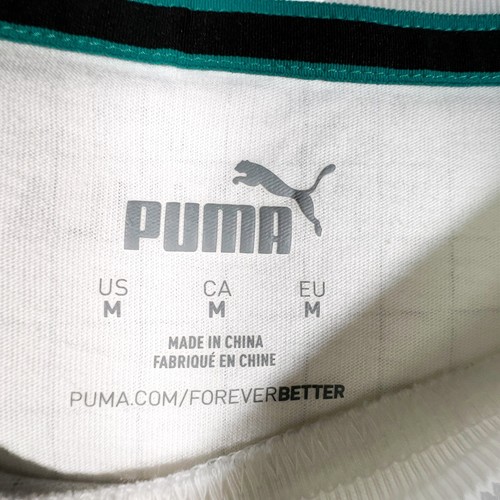 PUMA
US CA EU
M M M
MADE IN CHINA
FABRIQUÉ EN CHINE
PUMA.COM/FOREVERBETTER